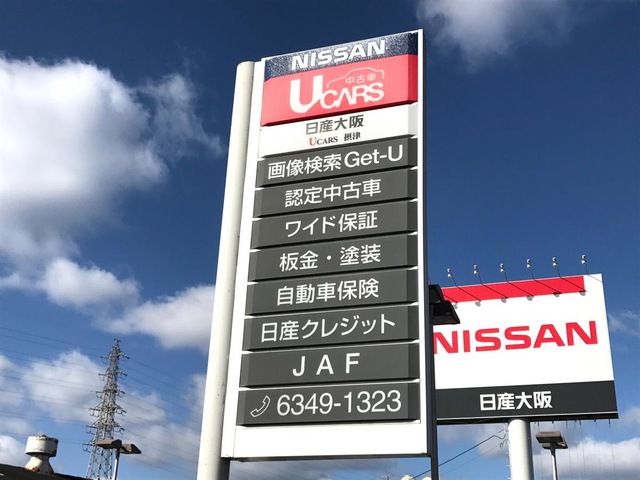 NISSAN
中古車
UCARS
日産大阪
UCARS 摂津
画像検索Get-U
認定中古車
ワイド保証
板金・塗装
自動車保険
日産クレジット
JAF
6349-1323
NISSAN
日産大阪